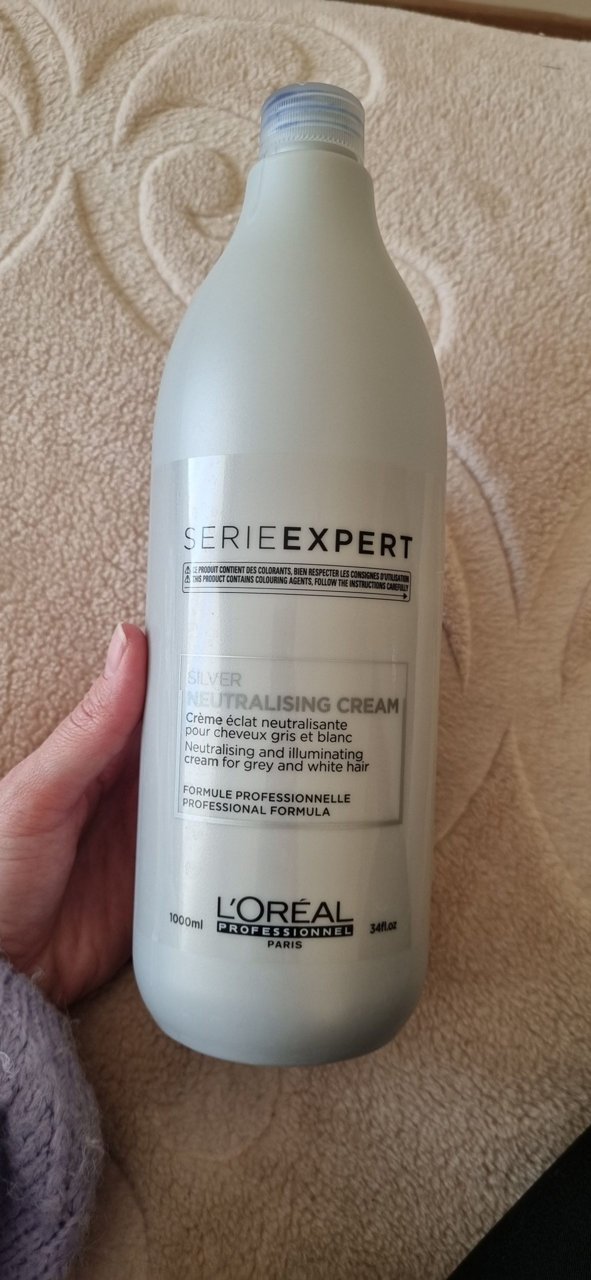 SERIEEXPERT
CE PRODUIT CONTIENT DES COLORANTS, BIEN RESPECTER LES CONSIGNES D'UTILISATION
THIS PRODUCT CONTAINS COLOURING AGENTS, FOLLOW THE INSTRUCTIONS CAREFULLY
SILVER
NEUTRALISING CREAM
Crème éclat neutralisante
pour cheveux gris et blanc
Neutralising and illuminating
cream for grey and white hair
FORMULE PROFESSIONNELLE
PROFESSIONAL FORMULA
1000ml L'ORÉAL 34fl.oz
PROFESSIONNEL
PARIS